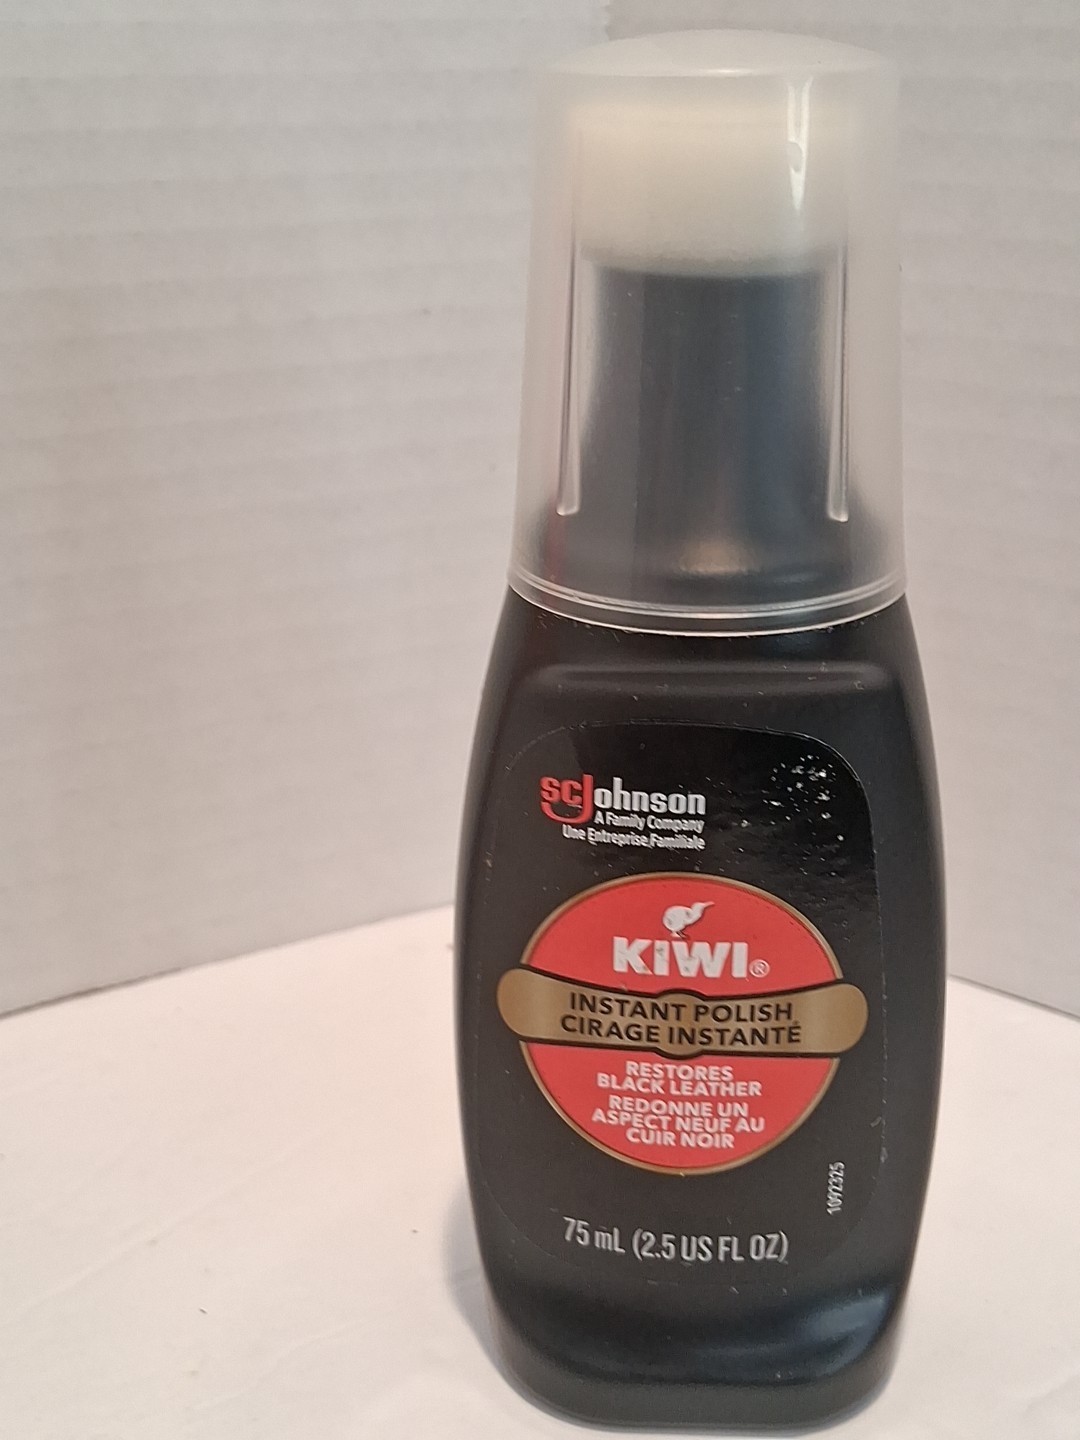 SCJohnson
A Family Company
Une Entreprise Familiale
KIWI®
INSTANT POLISH
CIRAGE INSTANTÉ
RESTORES
BLACK LEATHER
REDONNE UN
ASPECT NEUF AU
CUIR NOIR
1092325
75 mL (2.5 US FL OZ)